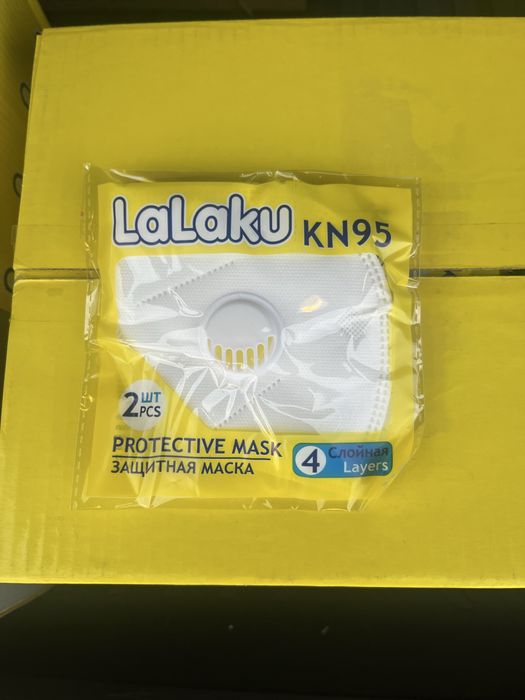 LaLaku KN95
2 ШТ
PCS
PROTECTIVE MASK
ЗАЩИТНАЯ МАСКА
4 Слойная
Layers